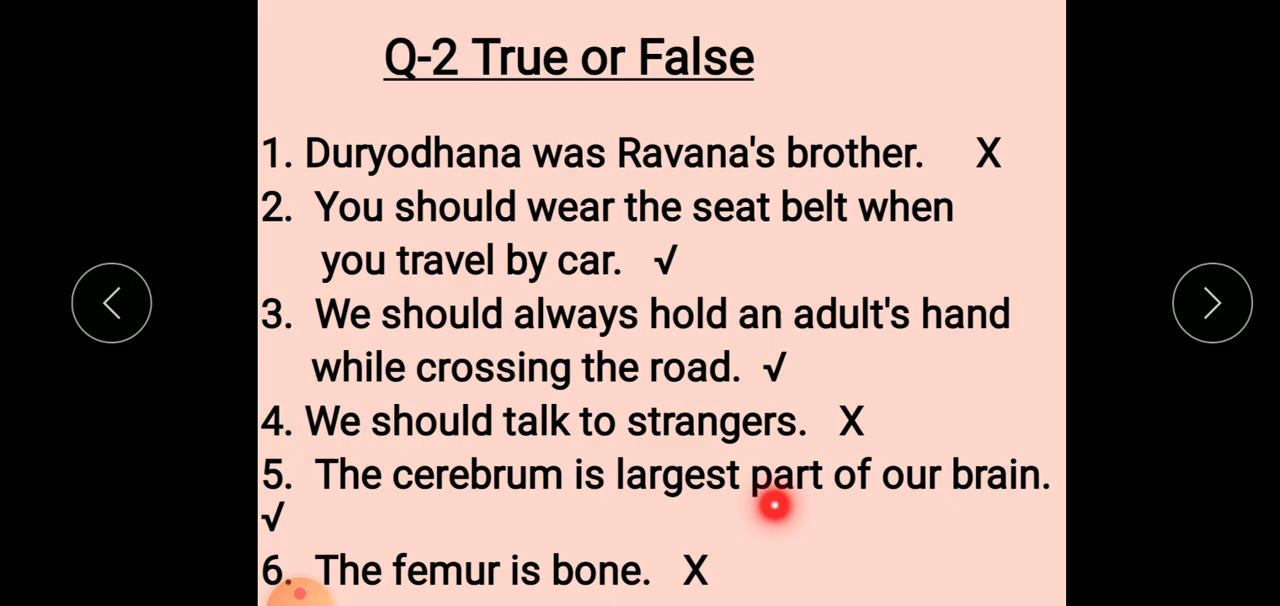 Q-2 True or False
1. Duryodhana was Ravana's brother. X
2. You should wear the seat belt when
you travel by car. √
3. We should always hold an adult's hand
while crossing the road. √
4. We should talk to strangers. X
5. The cerebrum is largest part of our brain.
√
6. The femur is bone. X